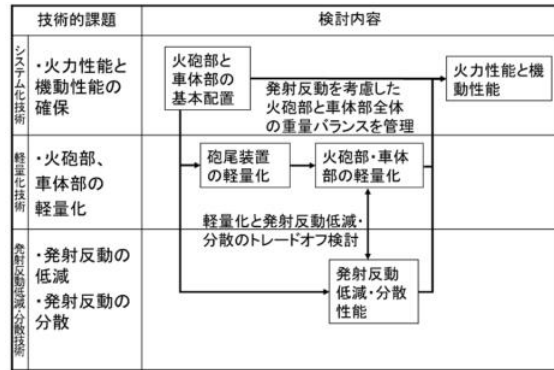 技術的課題
検討内容
システム化技術
・火力性能と
機動性能の
確保
火砲部と
車体部の
基本配置
発射反動を考慮した
火砲部と車体部全体
の重量バランスを管理
火力性能と機
動性能
軽量化技術
・火砲部、
車体部の
軽量化
砲尾装置
の軽量化
火砲部・車体
部の軽量化
軽量化と発射反動低減・
分散のトレードオフ検討
発射反動低減・分散技術
・発射反動の
低減
・発射反動の
分散
発射反動
低減・分散
性能